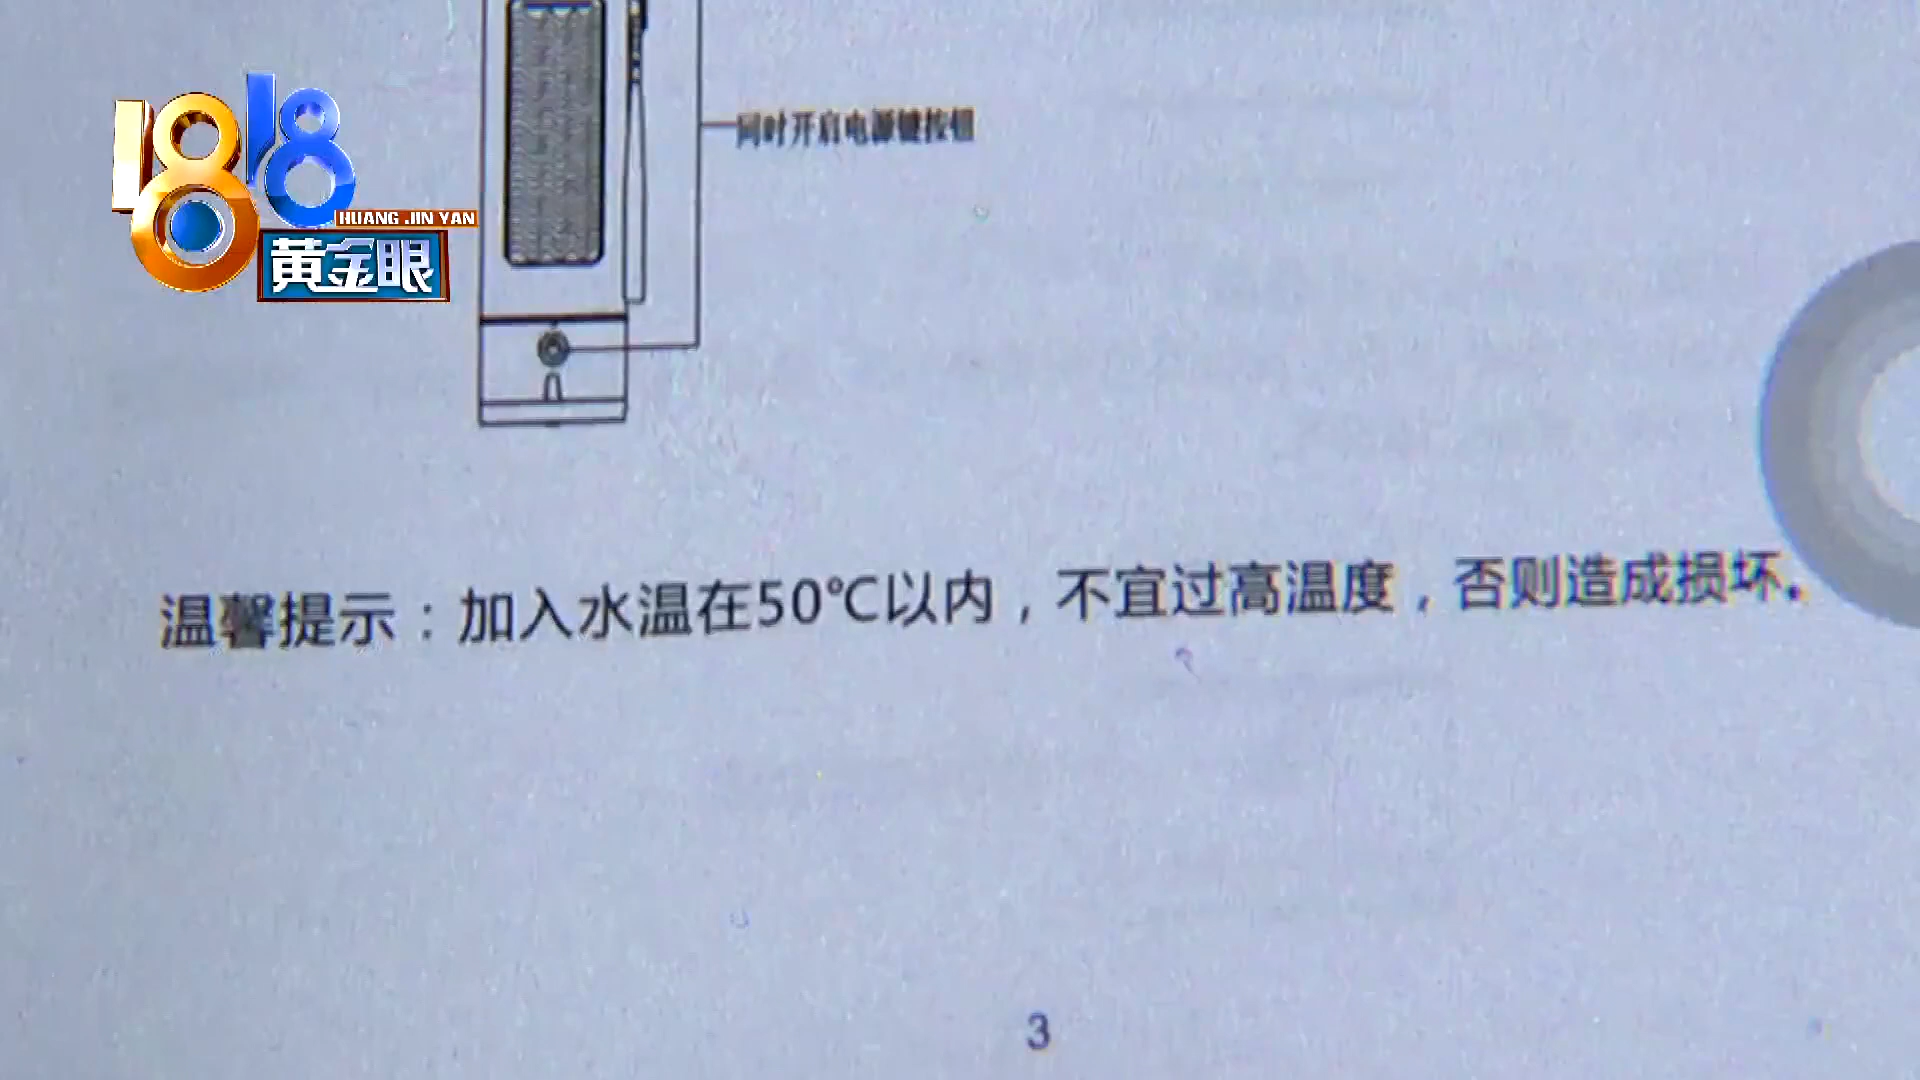 1818
HUANG JIN YAN
黄金眼
同时开启电源键按钮
温馨提示：加入水温在50℃以内，不宜过高温度，否则造成损坏。
3